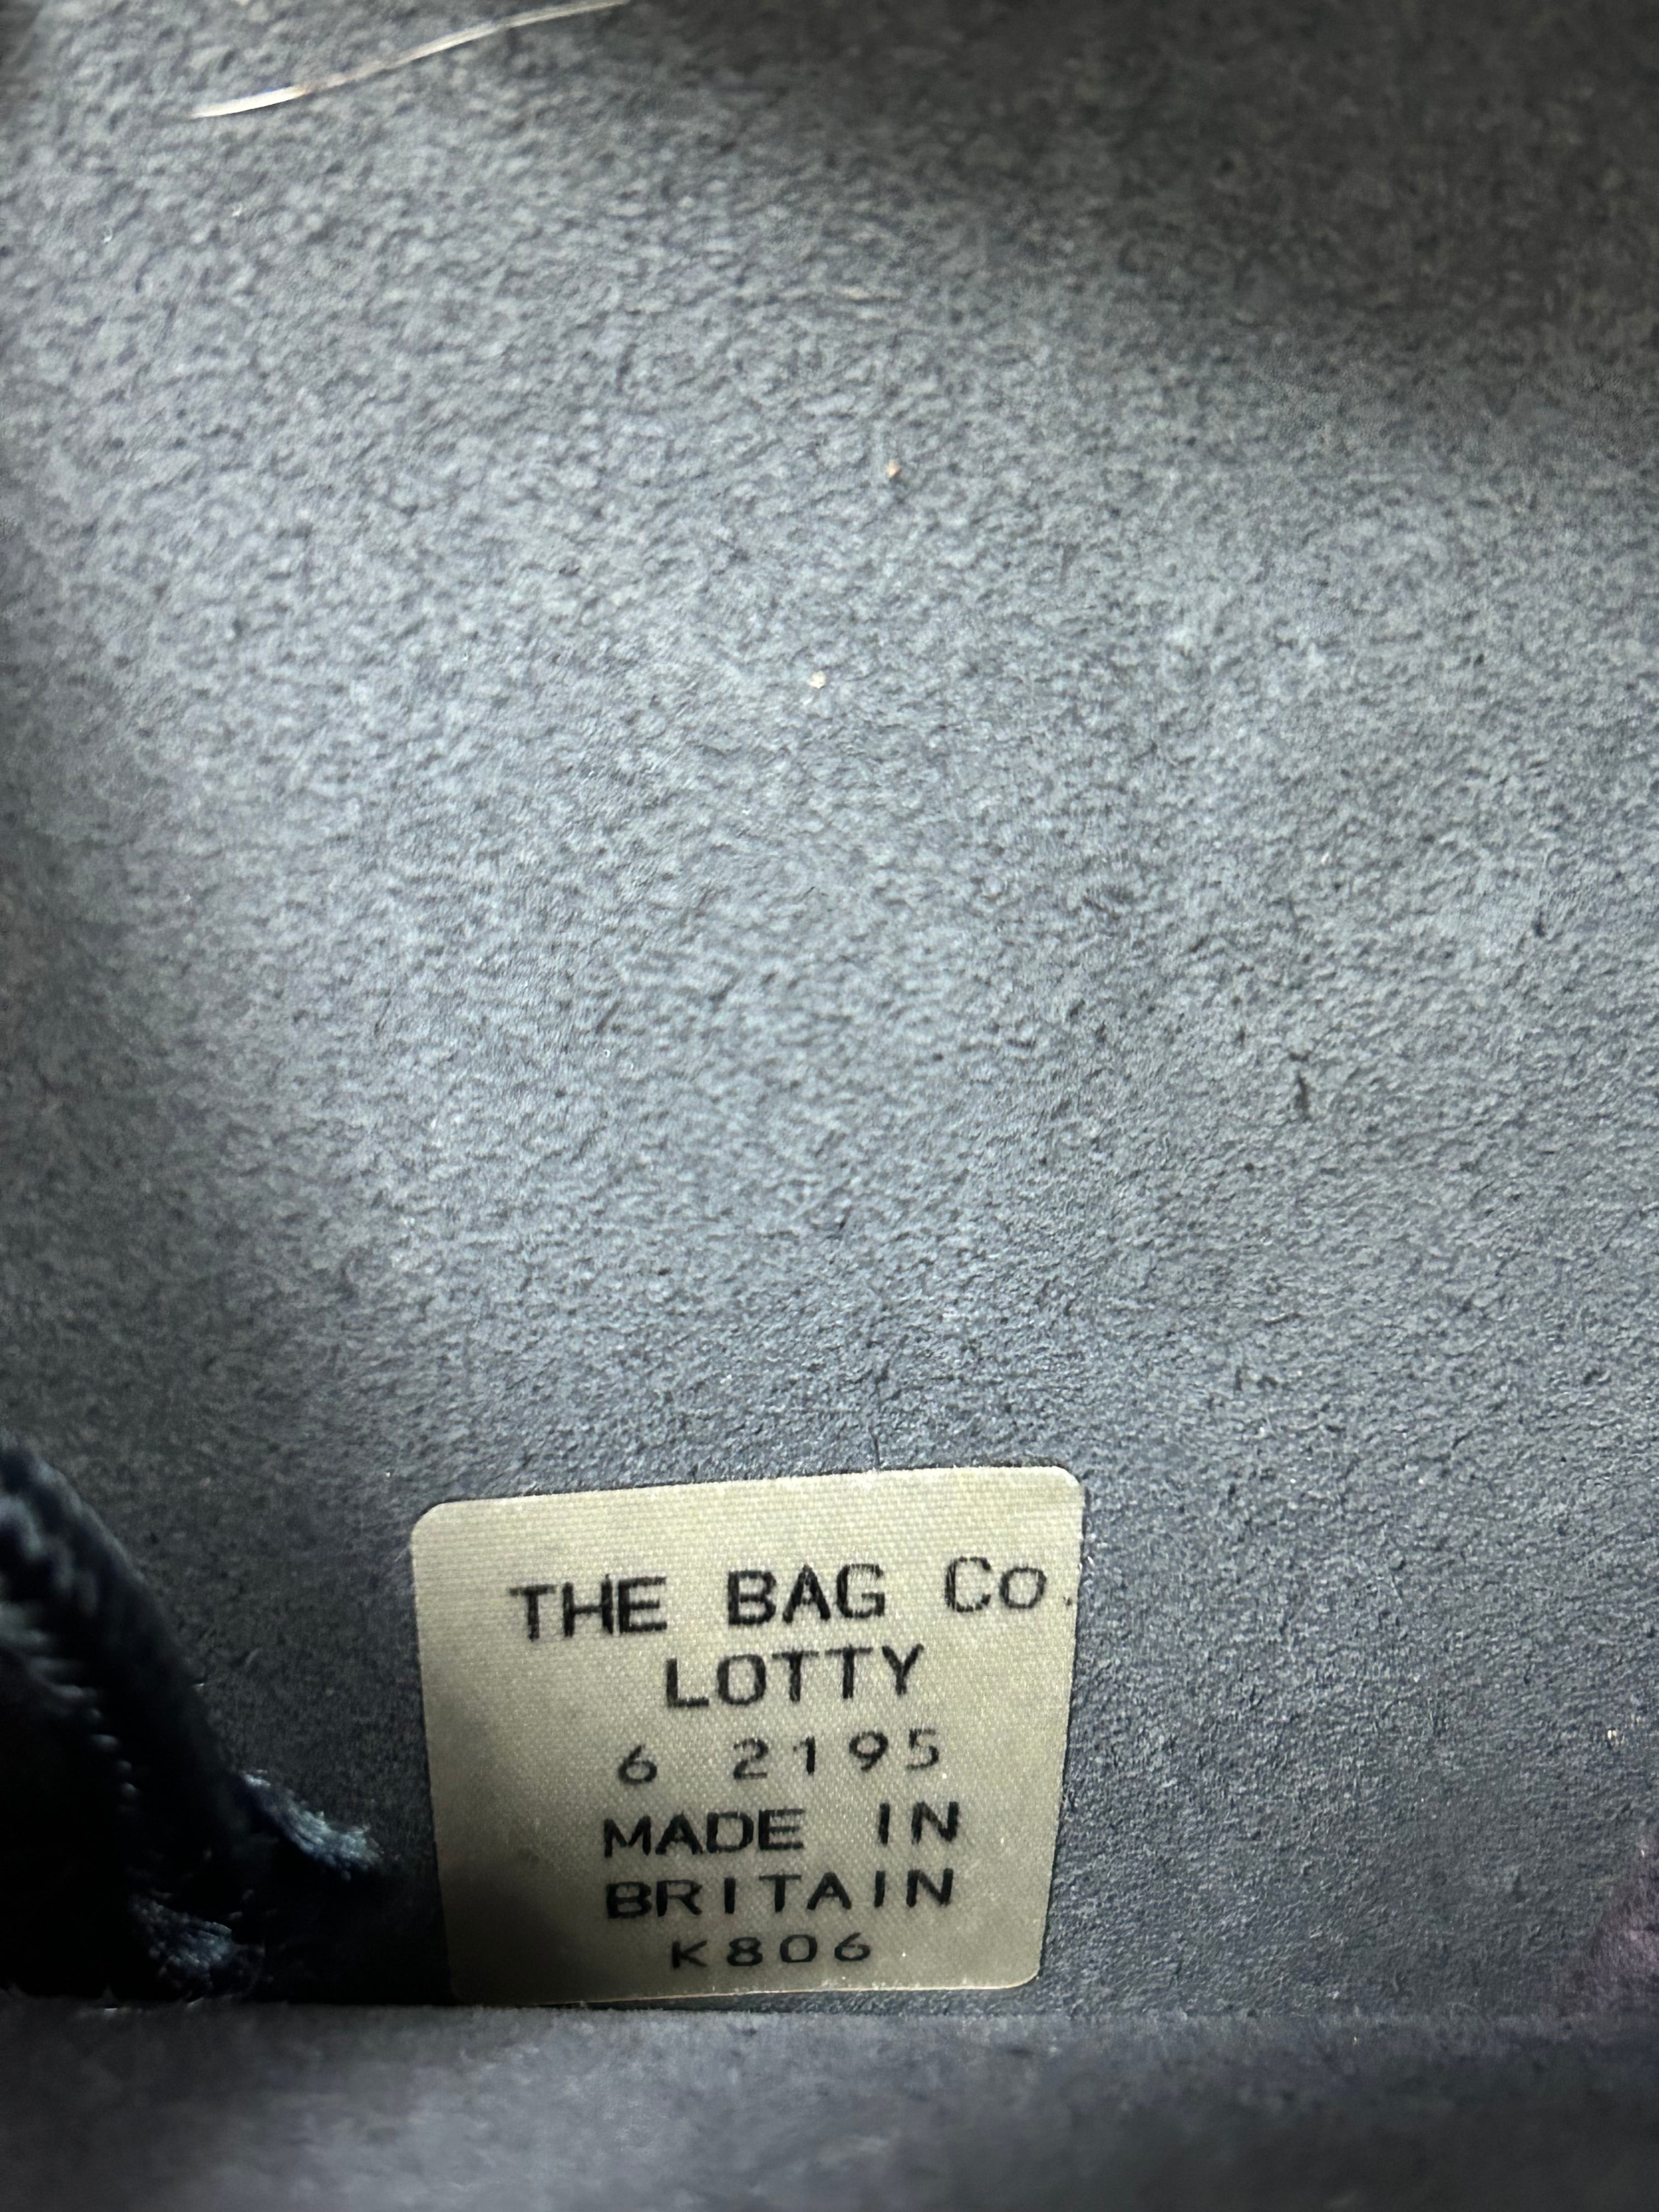 THE BAG Co.
LOTTY
6 2195
MADE IN
BRITAIN
K806